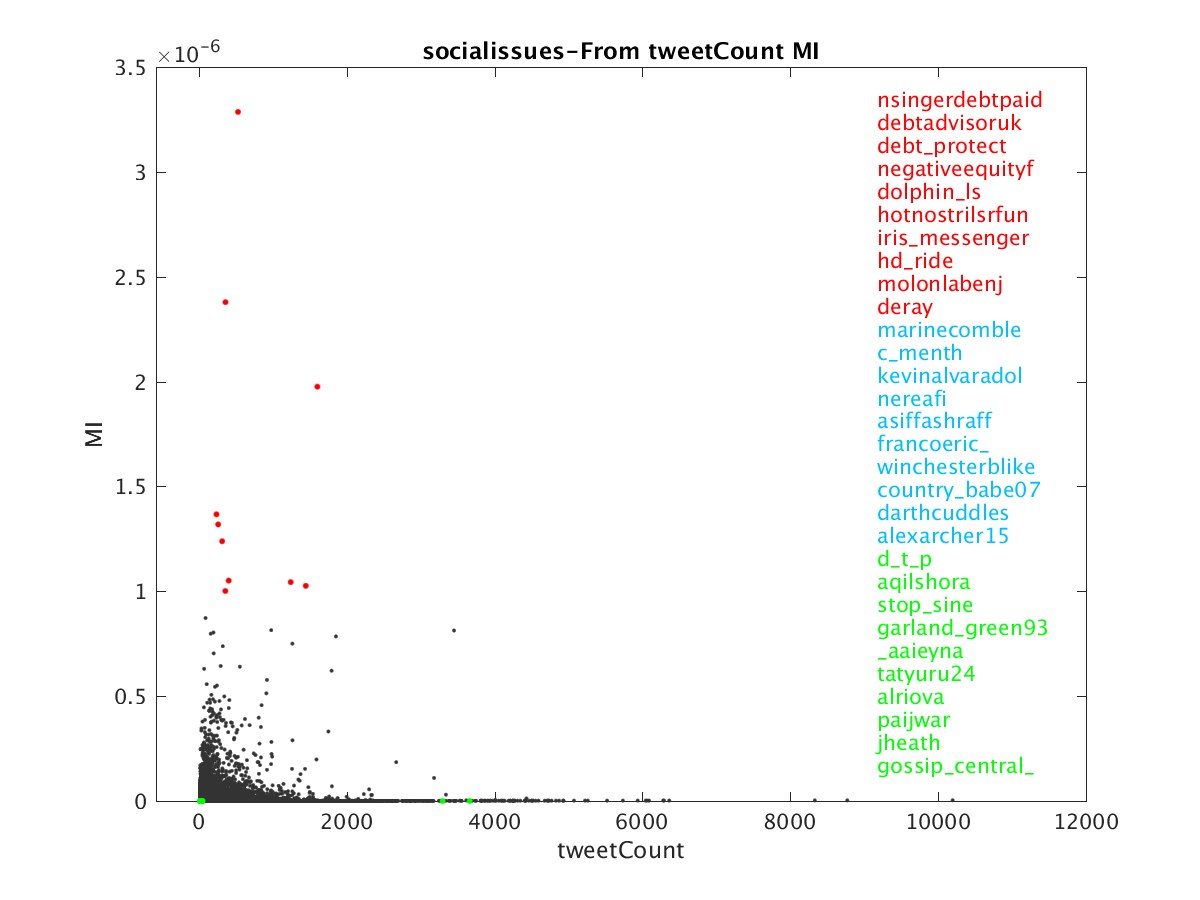 ×10⁻⁶
socialissues-From tweetCount MI
3.5
3
2.5
2
1.5
1
0.5
0
MI
0
2000
4000
6000
8000
10000
12000
tweetCount
nsingerdebtpaid
debtadvisoruk
debt_protect
negativeequityf
dolphin_ls
hotnostrilsrfun
iris_messenger
hd_ride
molonlabenj
deray
marinecomble
c_menth
kevinalvaradol
nereafi
asiffashraff
francoeric_
winchesterblike
country_babe07
darthcuddles
alexarcher15
d_t_p
aqilshora
stop_sine
garland_green93
_aaieyna
tatyuru24
alriova
paijwar
jheath
gossip_central_